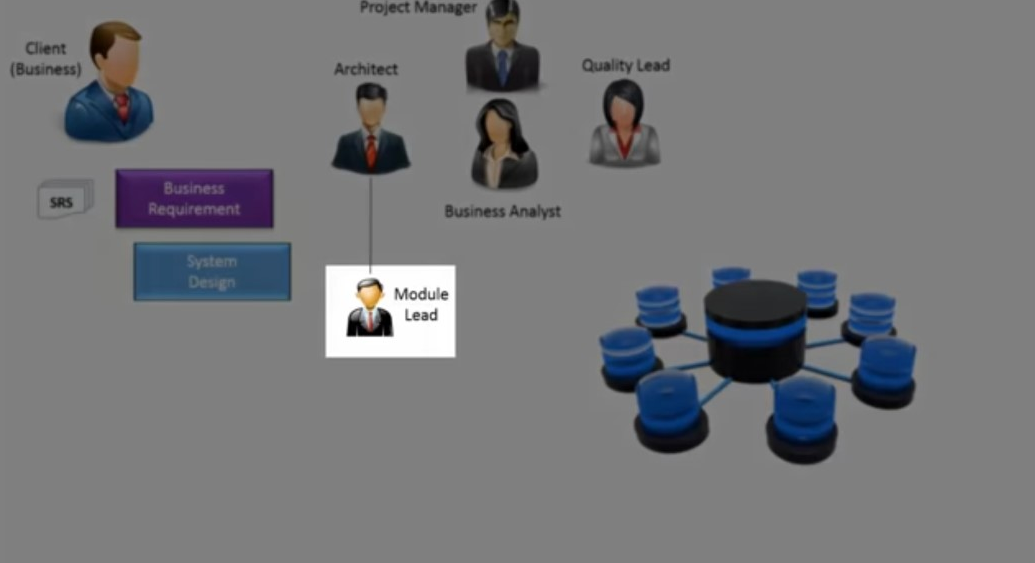 Project Manager
Client
(Business)
Architect
Quality Lead
SRS
Business
Requirement
Business Analyst
System
Design
Module
Lead